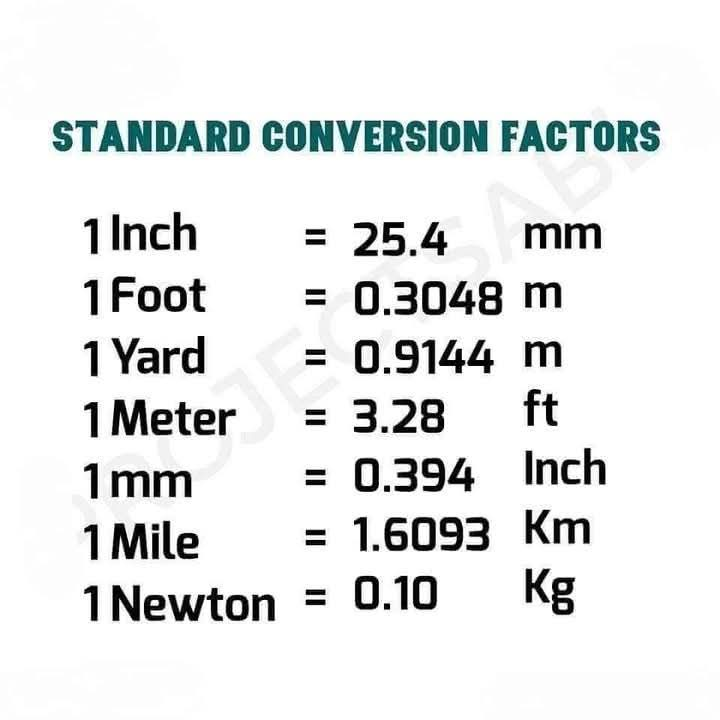 STANDARD CONVERSION FACTORS
1 Inch = 25.4 mm
1 Foot = 0.3048 m
1 Yard = 0.9144 m
1 Meter = 3.28 ft
1 mm = 0.394 Inch
1 Mile = 1.6093 Km
1 Newton = 0.10 Kg